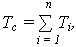 T_c = \sum_{i = 1}^{n} T_i,